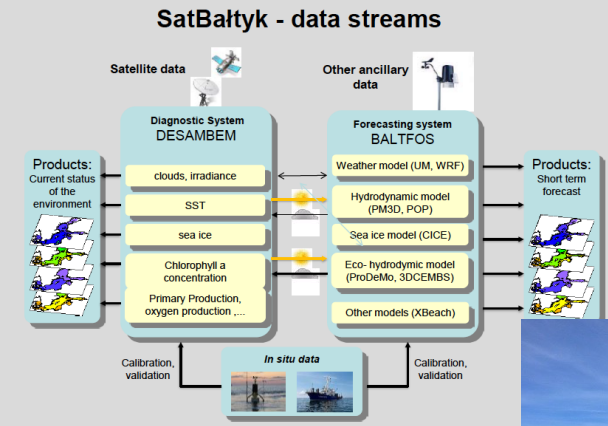 SatBałtyk - data streams
Satellite data
Other ancillary
data
Diagnostic System
DESAMBEM
Forecasting system
BALTFOS
Products:
Current status
of the
environment
clouds, irradiance
SST
sea ice
Chlorophyll a
concentration
Primary Production,
oxygen production ,...
Weather model (UM, WRF)
Hydrodynamic model
(PM3D, POP)
Sea ice model (CICE)
Eco- hydrodymic model
(ProDeMo, 3DCEMBS)
Other models (XBeach)
Products:
Short term
forecast
Calibration,
validation
In situ data
Calibration,
validation